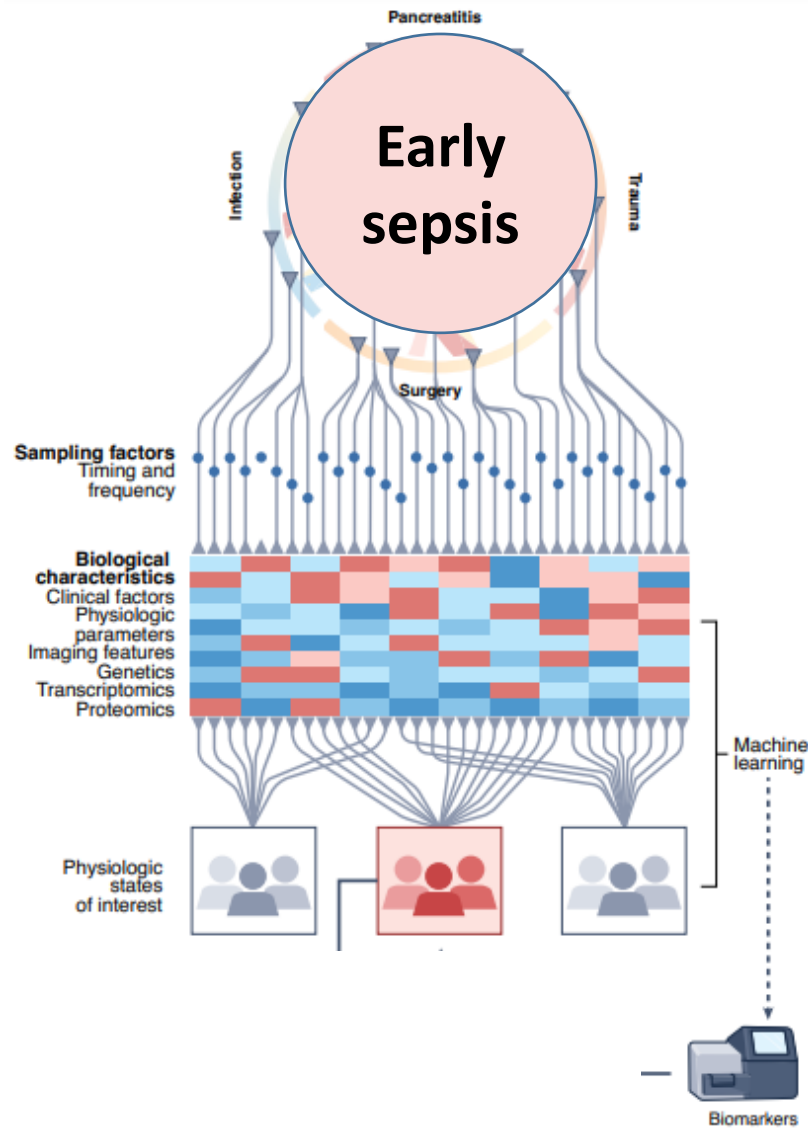 Pancreatitis
Early
sepsis
Infection
Trauma
Surgery
Sampling factors
Timing and
frequency
Biological
characteristics
Clinical factors
Physiologic
parameters
Imaging features
Genetics
Transcriptomics
Proteomics
Machine
learning
Physiologic
states
of interest
Biomarkers